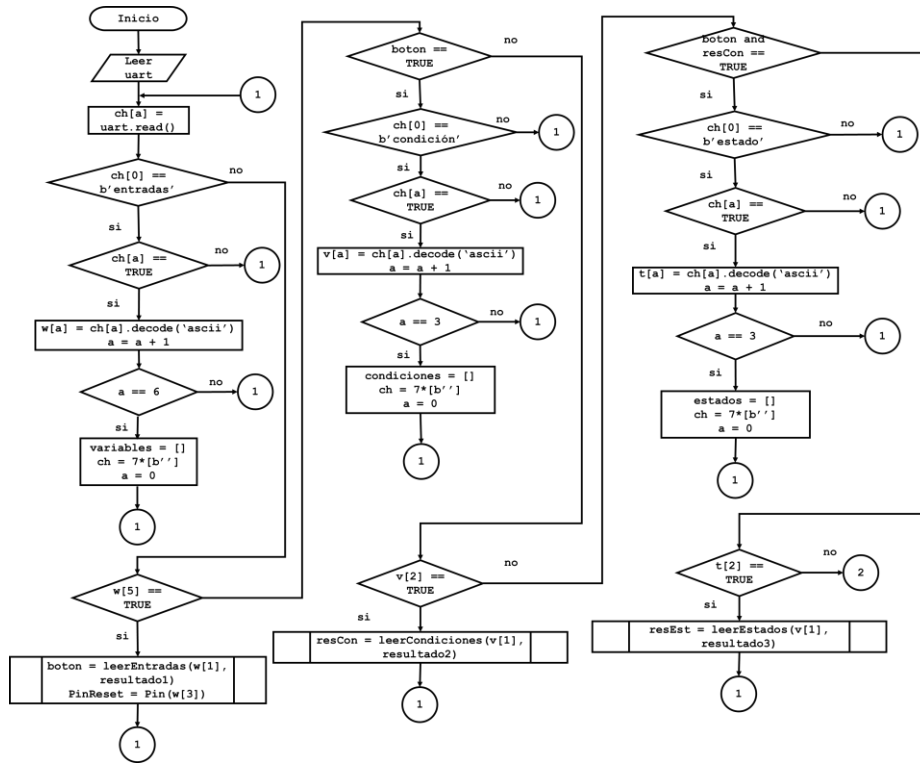 Inicio
Leer
uart
1
ch[a] =
uart.read()
ch[0] ==
b'entradas'
no
si
ch[a] ==
TRUE
no
1
si
w[a] = ch[a].decode(‘ascii’)
a = a + 1
a == 6
no
1
si
variables = []
ch = 7*[b’’]
a = 0
1
w[5] ==
TRUE
si
boton = leerEntradas(w[1],
resultado1)
PinReset = Pin(w[3])
1
boton ==
TRUE
no
si
ch[0] ==
b’condición’
no
1
si
ch[a] ==
TRUE
no
1
si
v[a] = ch[a].decode(‘ascii’)
a = a + 1
a == 3
no
1
si
condiciones = []
ch = 7*[b’’]
a = 0
1
v[2] ==
TRUE
no
si
resCon = leerCondiciones(v[1],
resultado2)
1
boton and
resCon ==
TRUE
no
si
ch[0] ==
b’estado’
no
1
si
ch[a] ==
TRUE
no
1
si
t[a] = ch[a].decode(‘ascii’)
a = a + 1
a == 3
no
1
si
estados = []
ch = 7*[b’’]
a = 0
1
t[2] ==
TRUE
no
2
si
resEst = leerEstados(v[1],
resultado3)
1